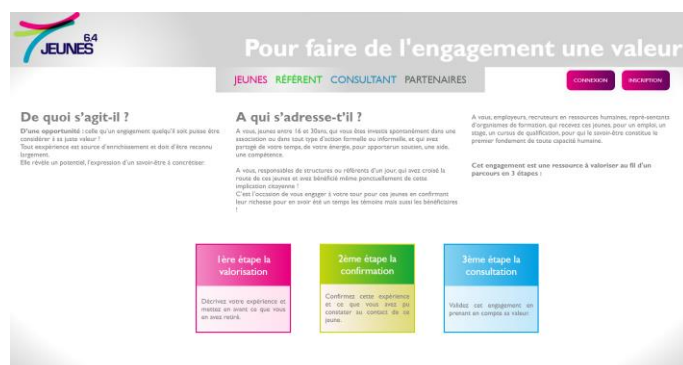 JEUNES 6.4
Pour faire de l'engagement une valeur
JEUNES RÉFÉRENT CONSULTANT PARTENAIRES
CONNEXION INSCRIPTION
De quoi s'agit-il ?
D'une opportunité : celle qu'un engagement quelqu'il soit puisse être
considérer à sa juste valeur !
Tout expérience est source d'enrichissement et doit d'être reconnu
largement.
Elle révèle un potentiel, l'expression d'un savoir-être à concrétiser.
A qui s'adresse-t'il ?
A vous, jeunes entre 16 et 30ans, qui vous êtes investis spontanément dans une
association ou dans tout type d'action formelle ou informelle, et qui avez
partagé de votre temps, de votre énergie, pour apporter un soutien, une aide,
une compétence.
A vous, responsables de structures ou référents d'un jour, qui avez croisé la
route de ces jeunes et avez bénéficié même ponctuellement de cette
implication citoyenne !
C'est l'occasion de vous engager à votre tour pour ces jeunes en confirmant
leur richesse pour en avoir été un temps les témoins mais aussi les bénéficiaires
!
A vous, employeurs, recruteurs en ressources humaines, repré-sentants
d'organismes de formation, qui recevez ces jeunes, pour un emploi, un
stage, un cursus de qualification, pour qui le savoir-être constitue le
premier fondement de toute capacité humaine.
Cet engagement est une ressource à valoriser au fil d'un
parcours en 3 étapes :
1ère étape la
valorisation
Décrivez votre expérience et
mettez en avant ce que vous
en avez retiré.
2ème étape la
confirmation
Confirmez cette expérience
et ce que vous avez pu
constater au contact de ce
jeune.
3ème étape la
consultation
Validez cet engagement en
prenant en compte sa valeur